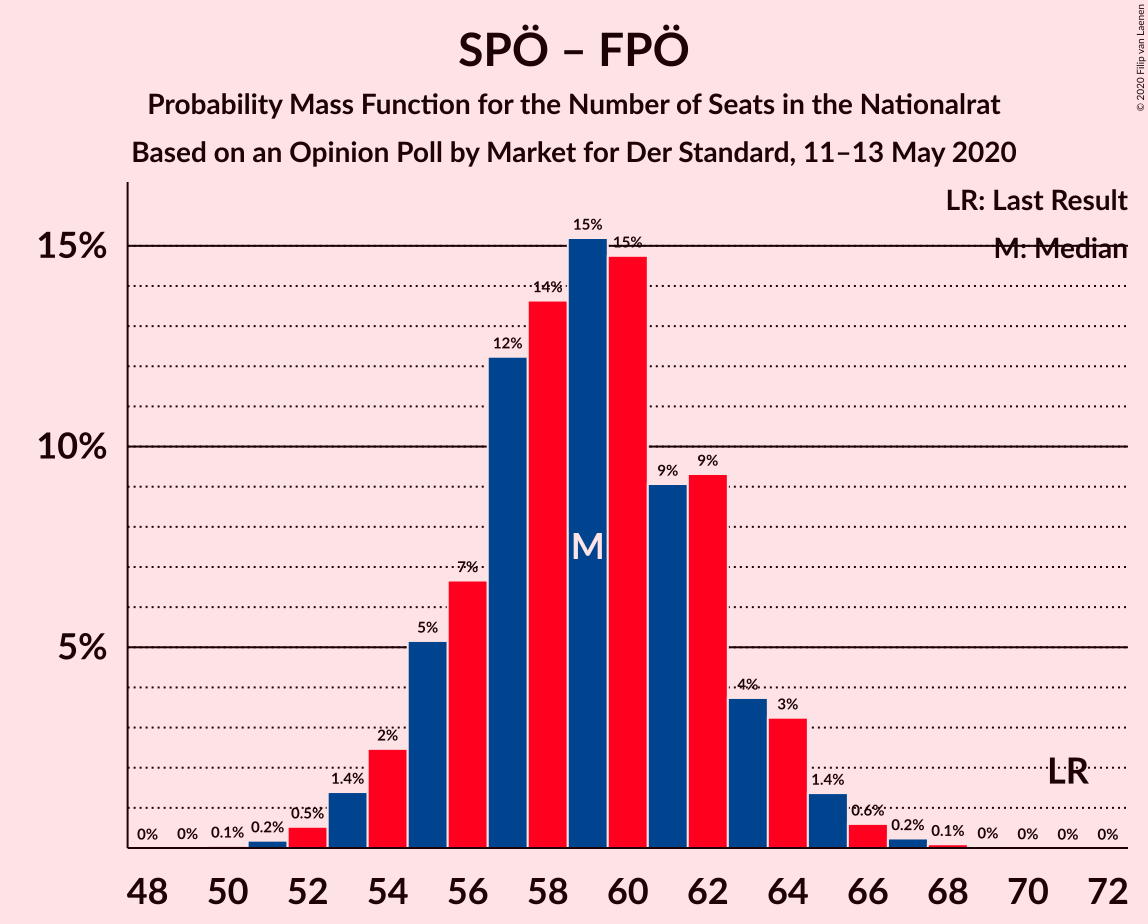 SPÖ – FPÖ
Probability Mass Function for the Number of Seats in the Nationalrat
Based on an Opinion Poll by Market for Der Standard, 11–13 May 2020
© 2020 Filip van Laenen
LR: Last Result
M: Median
15%
10%
5%
0% 0% 0.1% 0.2% 0.5% 1.4% 2% 5% 7% 12% 14% 15% 15% 9% 9% 4% 3% 1.4% 0.6% 0.2% 0.1% 0% 0% 0% 0%
M
LR
48 50 52 54 56 58 60 62 64 66 68 70 72